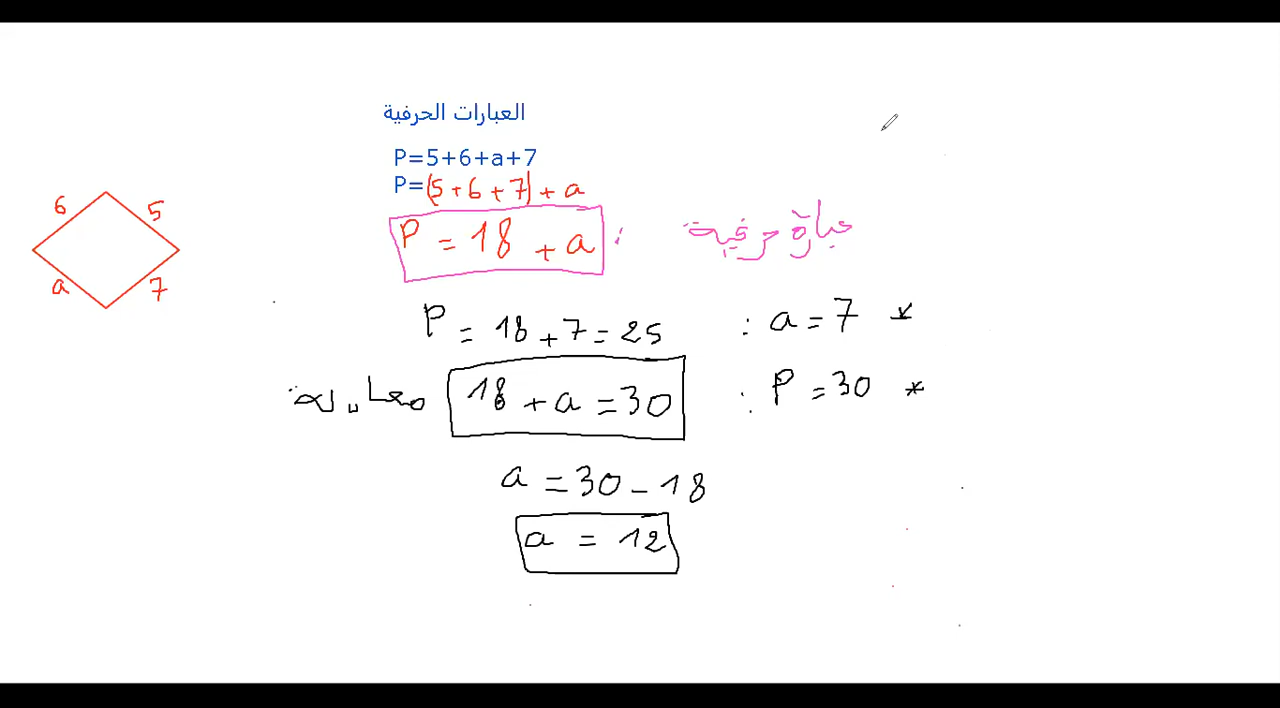 العبارات الحرفية
P=5+6+a+7
P=(5+6+7)+a
P=18+a : عبارة حرفية
6
5
a
7
* a=7 : P=18+7=25
* P=30 : 18+a=30 معادلة
a=30-18
a=12